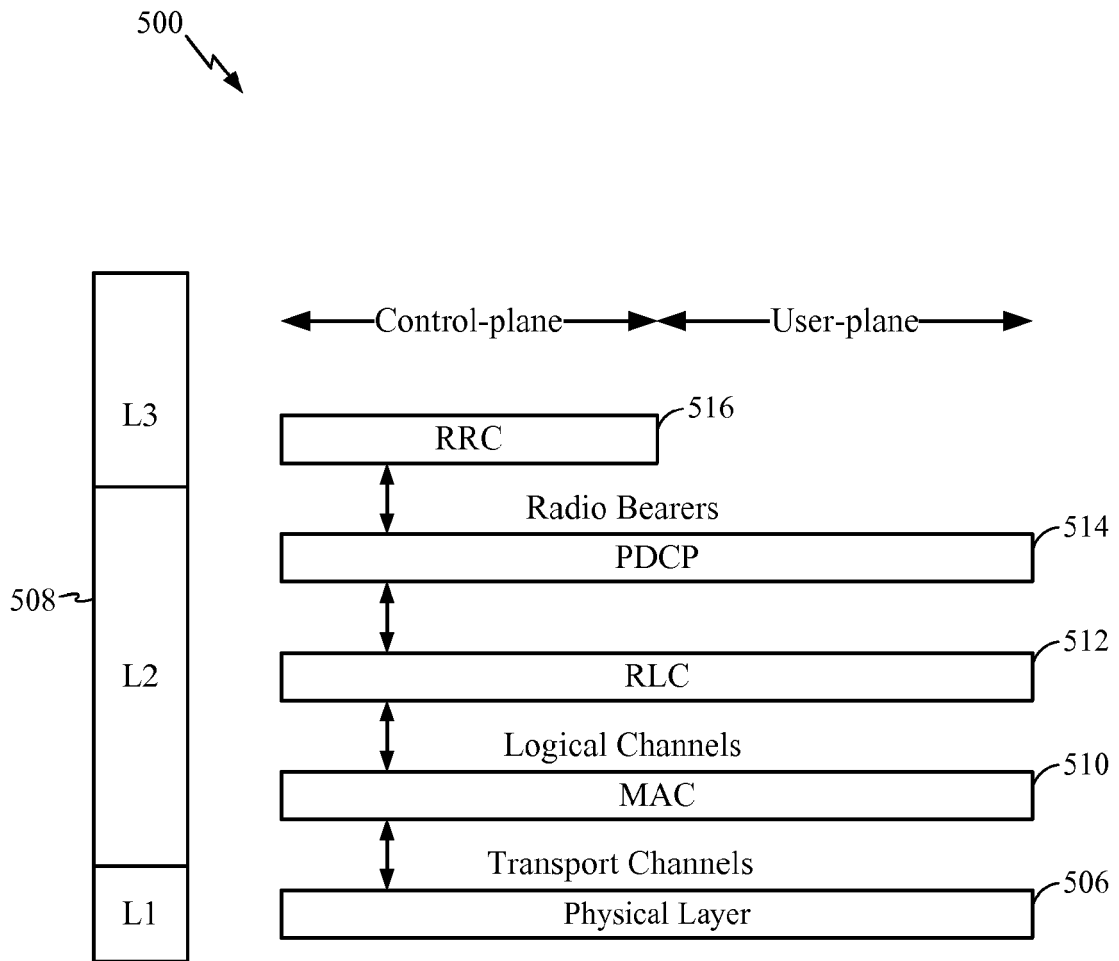 500
Control-plane
User-plane
L3
516
RRC
Radio Bearers
514
PDCP
508
512
L2
RLC
Logical Channels
510
MAC
Transport Channels
506
L1
Physical Layer